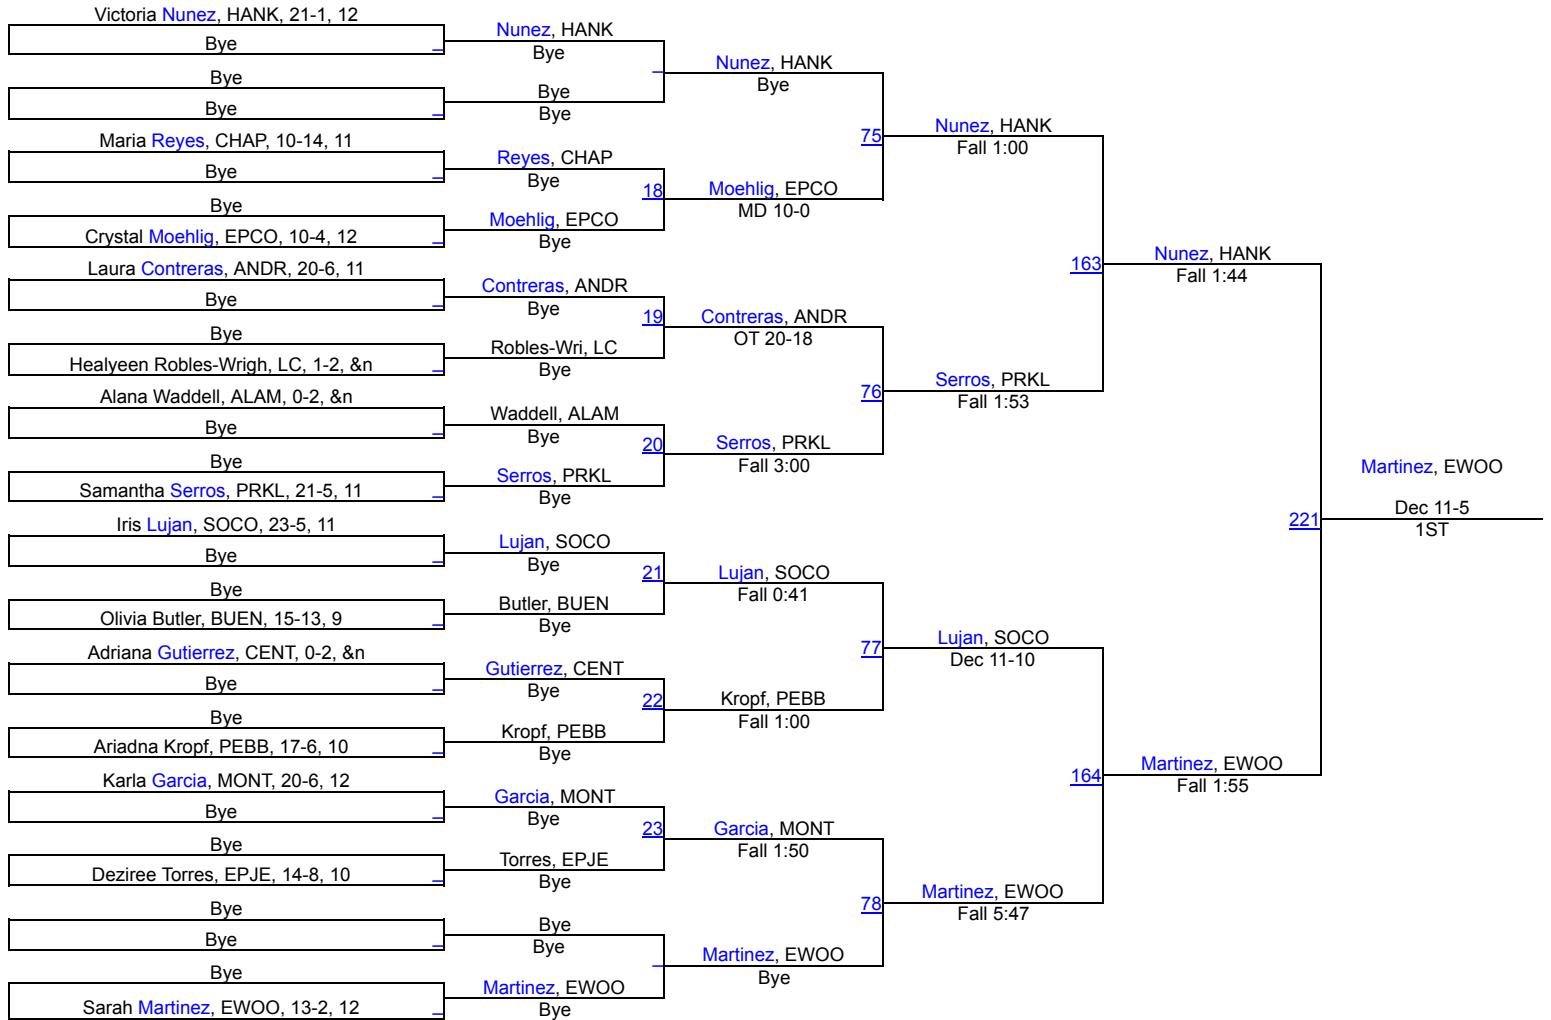 Victoria Nunez, HANK, 21-1, 12
Bye
Bye
Bye
Maria Reyes, CHAP, 10-14, 11
Bye
Bye
Crystal Moehlig, EPCO, 10-4, 12
Laura Contreras, ANDR, 20-6, 11
Bye
Bye
Healyeen Robles-Wrigh, LC, 1-2, &n
Alana Waddell, ALAM, 0-2, &n
Bye
Bye
Samantha Serros, PRKL, 21-5, 11
Iris Lujan, SOCO, 23-5, 11
Bye
Bye
Olivia Butler, BUEN, 15-13, 9
Adriana Gutierrez, CENT, 0-2, &n
Bye
Bye
Ariadna Kropf, PEBB, 17-6, 10
Karla Garcia, MONT, 20-6, 12
Bye
Bye
Deziree Torres, EPJE, 14-8, 10
Bye
Bye
Bye
Sarah Martinez, EWOO, 13-2, 12
Nunez, HANK
Bye
Bye
Bye
Reyes, CHAP
Bye
18
Moehlig, EPCO
Bye
Contreras, ANDR
Bye
19
Robles-Wri, LC
Bye
Waddell, ALAM
Bye
20
Serros, PRKL
Bye
Lujan, SOCO
Bye
21
Butler, BUEN
Bye
Gutierrez, CENT
Bye
22
Kropf, PEBB
Bye
Garcia, MONT
Bye
23
Torres, EPJE
Bye
Bye
Bye
Martinez, EWOO
Bye
Nunez, HANK
Bye
75
Moehlig, EPCO
MD 10-0
Contreras, ANDR
OT 20-18
76
Serros, PRKL
Fall 3:00
Lujan, SOCO
Fall 0:41
77
Kropf, PEBB
Fall 1:00
Garcia, MONT
Fall 1:50
78
Martinez, EWOO
Bye
Nunez, HANK
Fall 1:00
163
Serros, PRKL
Fall 1:53
Lujan, SOCO
Dec 11-10
164
Martinez, EWOO
Fall 5:47
Nunez, HANK
Fall 1:44
221
Martinez, EWOO
Fall 1:55
Martinez, EWOO
Dec 11-5
1ST